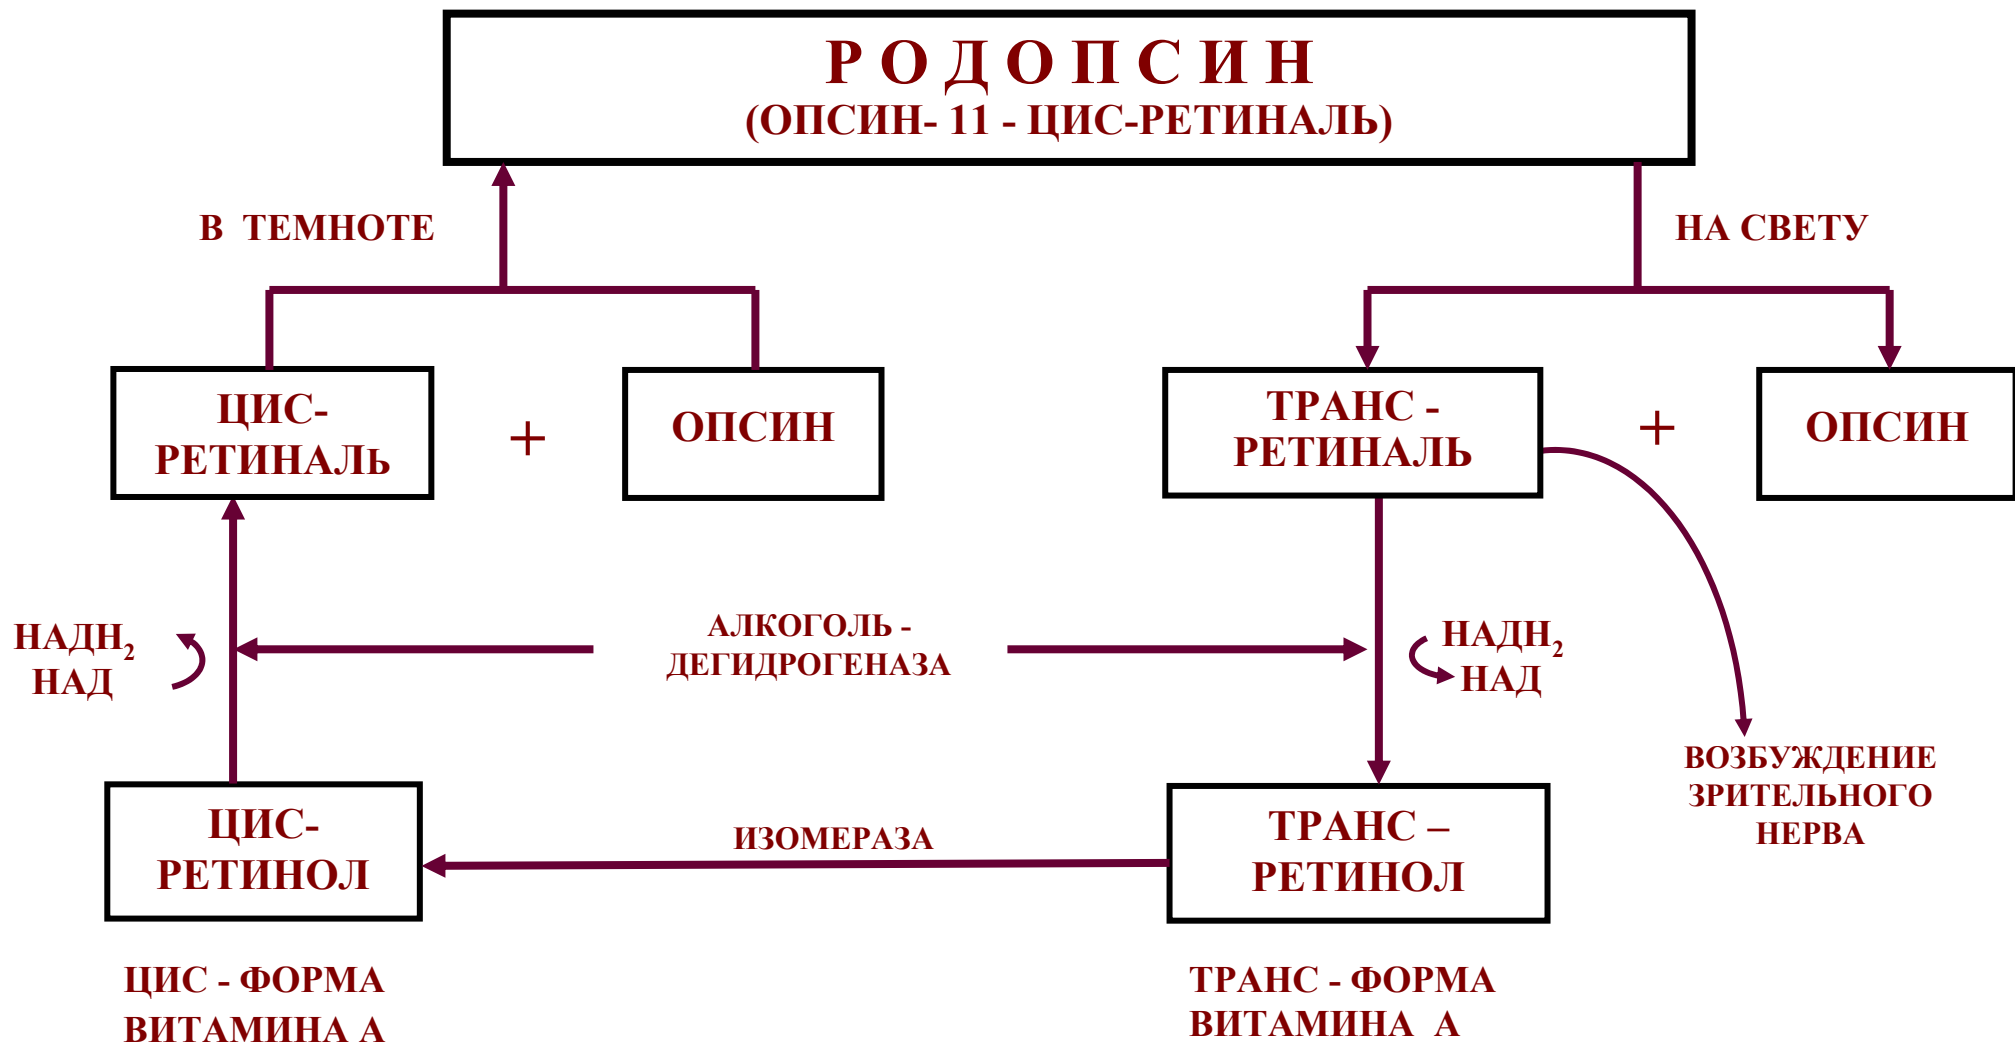 Р О Д О П С И Н
(ОПСИН- 11 - ЦИС-РЕТИНАЛЬ)
В ТЕМНОТЕ
НА СВЕТУ
ЦИС-
РЕТИНАЛЬ
+
ОПСИН
ТРАНС -
РЕТИНАЛЬ
+
ОПСИН
НАДН₂
НАД
АЛКОГОЛЬ -
ДЕГИДРОГЕНАЗА
НАДН₂
НАД
ВОЗБУЖДЕНИЕ
ЗРИТЕЛЬНОГО
НЕРВА
ЦИС-
РЕТИНОЛ
ИЗОМЕРАЗА
ТРАНС –
РЕТИНОЛ
ЦИС - ФОРМА
ВИТАМИНА А
ТРАНС - ФОРМА
ВИТАМИНА А